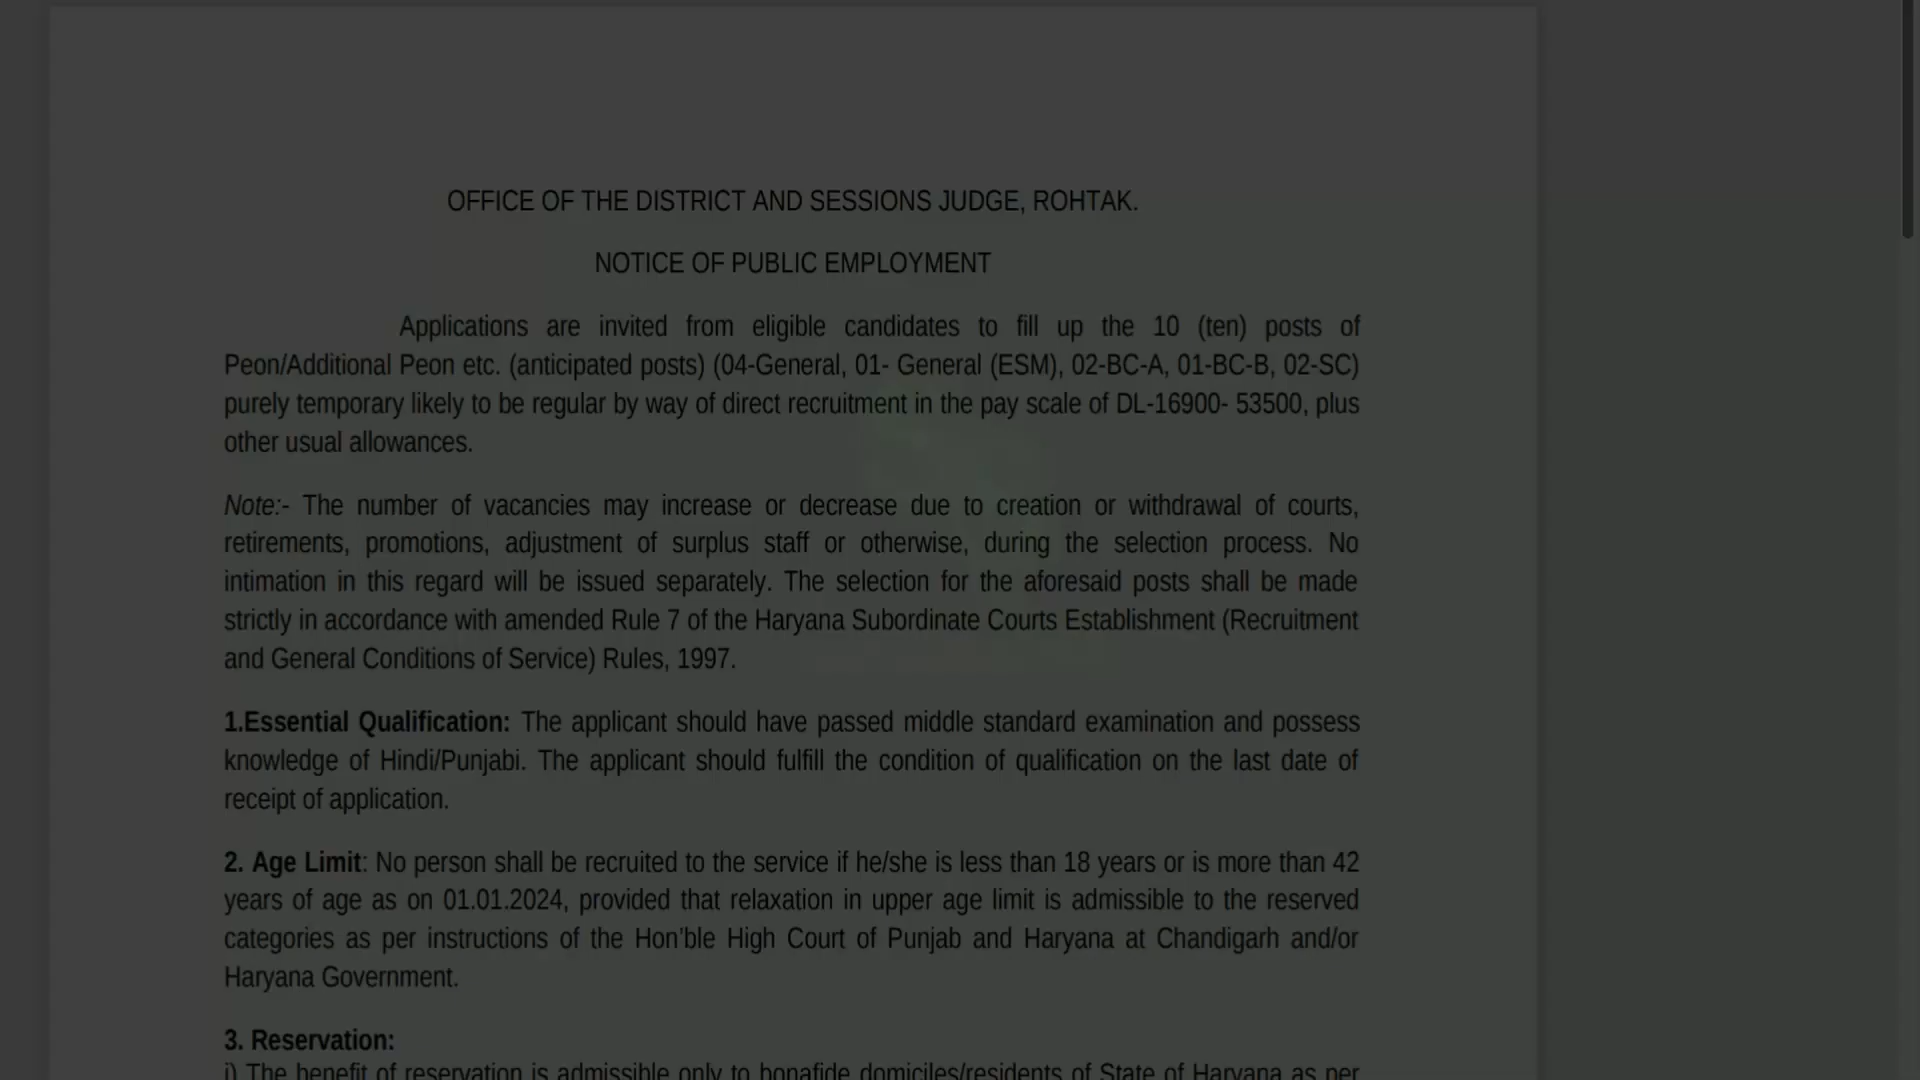 OFFICE OF THE DISTRICT AND SESSIONS JUDGE, ROHTAK.
NOTICE OF PUBLIC EMPLOYMENT
Applications are invited from eligible candidates to fill up the 10 (ten) posts of
Peon/Additional Peon etc. (anticipated posts) (04-General, 01- General (ESM), 02-BC-A, 01-BC-B, 02-SC)
purely temporary likely to be regular by way of direct recruitment in the pay scale of DL-16900- 53500, plus
other usual allowances.
Note:- The number of vacancies may increase or decrease due to creation or withdrawal of courts,
retirements, promotions, adjustment of surplus staff or otherwise, during the selection process. No
intimation in this regard will be issued separately. The selection for the aforesaid posts shall be made
strictly in accordance with amended Rule 7 of the Haryana Subordinate Courts Establishment (Recruitment
and General Conditions of Service) Rules, 1997.
1.Essential Qualification: The applicant should have passed middle standard examination and possess
knowledge of Hindi/Punjabi. The applicant should fulfill the condition of qualification on the last date of
receipt of application.
2. Age Limit: No person shall be recruited to the service if he/she is less than 18 years or is more than 42
years of age as on 01.01.2024, provided that relaxation in upper age limit is admissible to the reserved
categories as per instructions of the Hon'ble High Court of Punjab and Haryana at Chandigarh and/or
Haryana Government.
3. Reservation:
i) The benefit of reservation is admissible only to bonafide domiciles/residents of State of Haryana as per